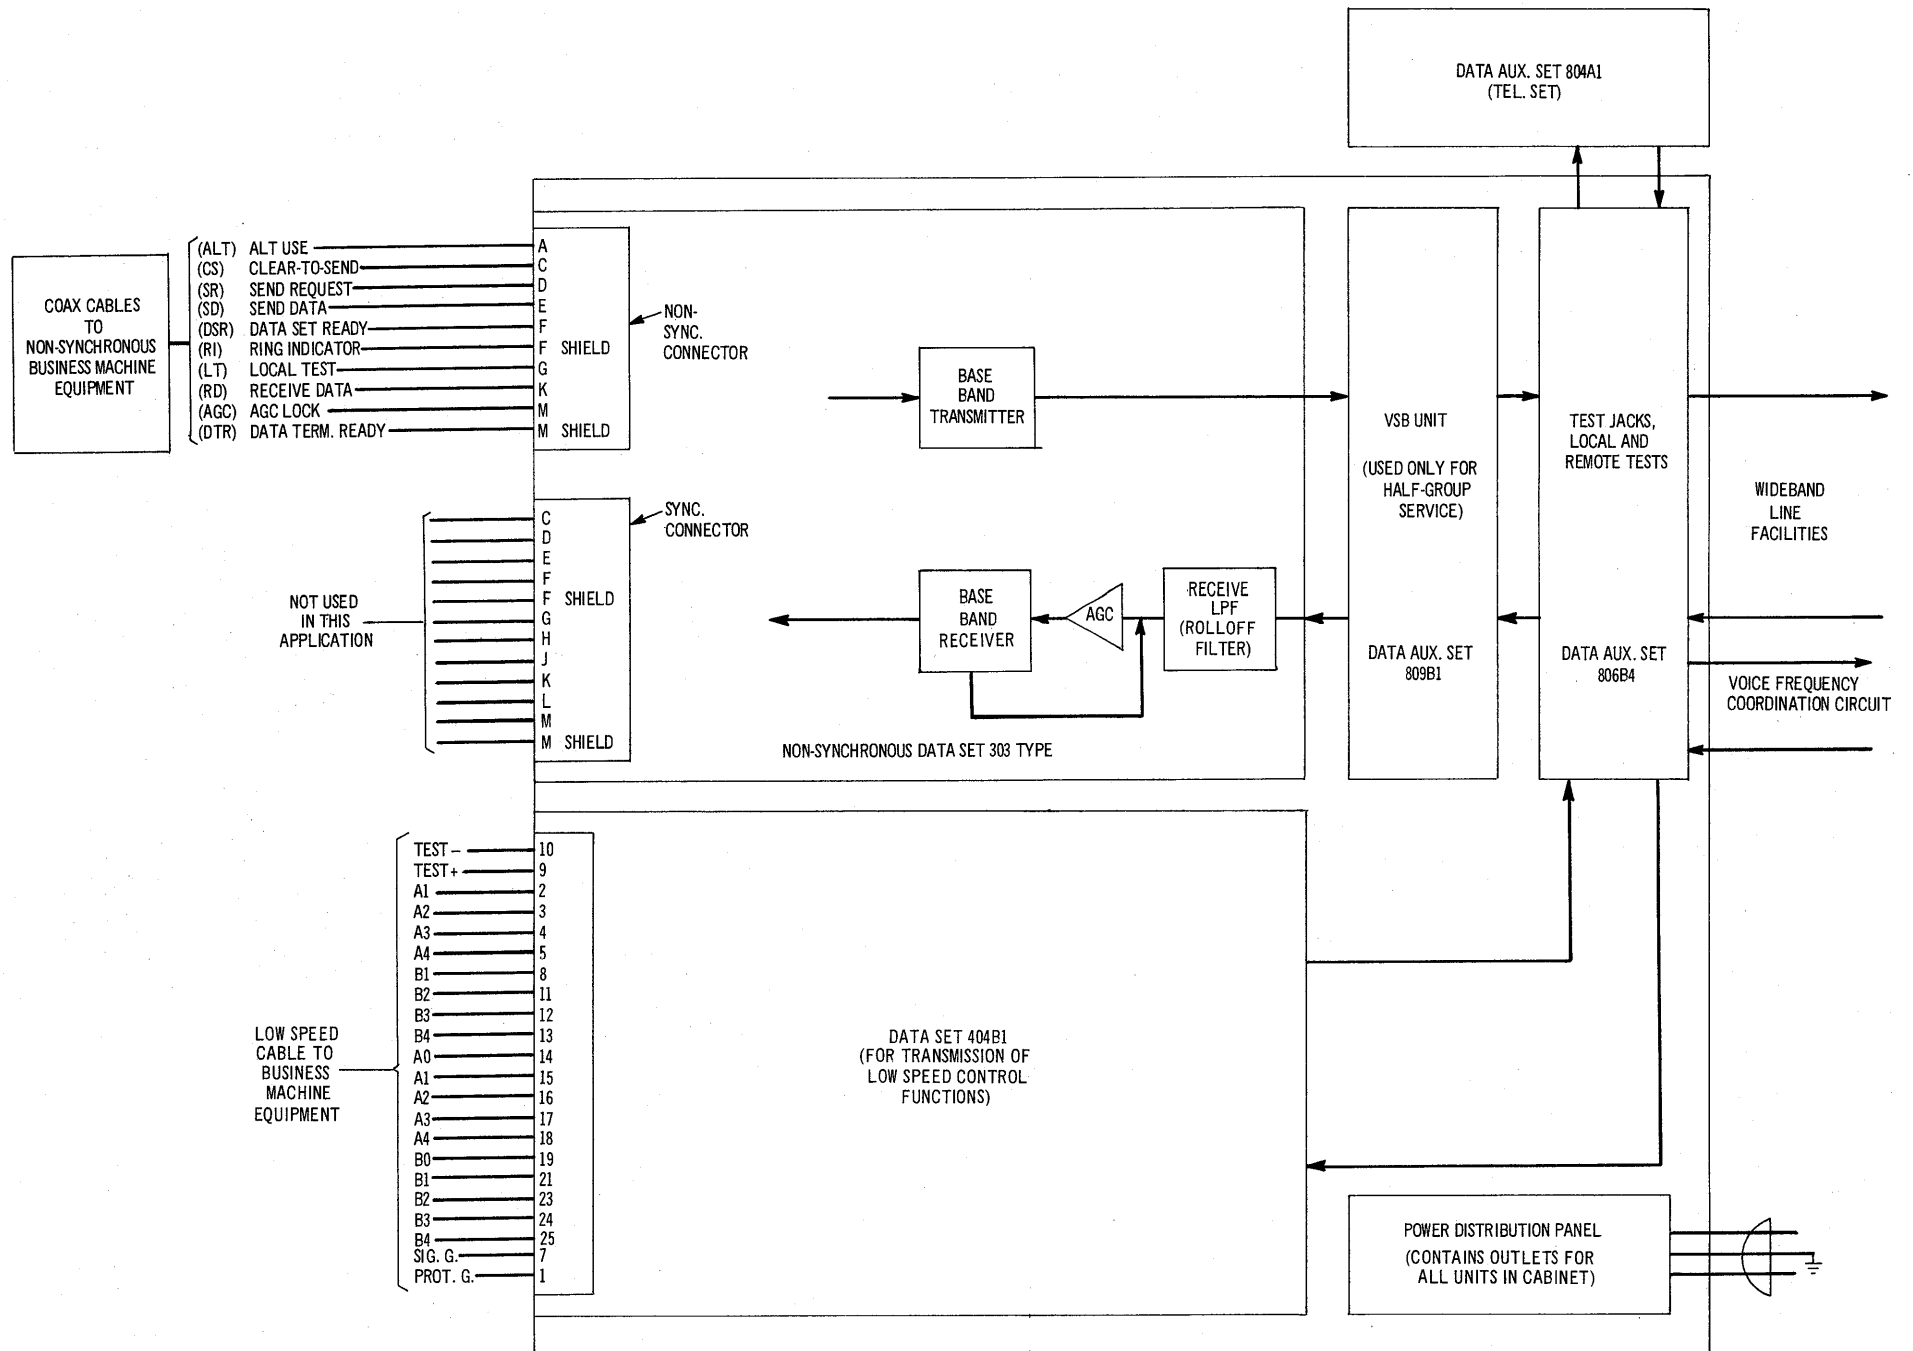 DATA AUX. SET 804A1
(TEL. SET)
COAX CABLES
TO
NON-SYNCHRONOUS
BUSINESS MACHINE
EQUIPMENT
(ALT) ALT USE A
(CS) CLEAR-TO-SEND C
(SR) SEND REQUEST D
(SD) SEND DATA E
(DSR) DATA SET READY F
(RI) RING INDICATOR F SHIELD
(LT) LOCAL TEST G
(RD) RECEIVE DATA K
(AGC) AGC LOCK M
(DTR) DATA TERM. READY M SHIELD
NON-
SYNC.
CONNECTOR
BASE
BAND
TRANSMITTER
VSB UNIT
(USED ONLY FOR
HALF-GROUP
SERVICE)
DATA AUX. SET
809B1
TEST JACKS,
LOCAL AND
REMOTE TESTS
DATA AUX. SET
806B4
WIDEBAND
LINE
FACILITIES
VOICE FREQUENCY
COORDINATION CIRCUIT
NOT USED
IN THIS
APPLICATION
C
D
E
F
F SHIELD
G
H
J
K
L
M
M SHIELD
SYNC.
CONNECTOR
BASE
BAND
RECEIVER
AGC
RECEIVE
LPF
(ROLLOFF
FILTER)
NON-SYNCHRONOUS DATA SET 303 TYPE
LOW SPEED
CABLE TO
BUSINESS
MACHINE
EQUIPMENT
TEST- 10
TEST+ 9
A1 2
A2 3
A3 4
A4 5
B1 8
B2 11
B3 12
B4 13
A0 14
A1 15
A2 16
A3 17
A4 18
B0 19
B1 21
B2 23
B3 24
B4 25
SIG. G. 7
PROT. G. 1
DATA SET 404B1
(FOR TRANSMISSION OF
LOW SPEED CONTROL
FUNCTIONS)
POWER DISTRIBUTION PANEL
(CONTAINS OUTLETS FOR
ALL UNITS IN CABINET)